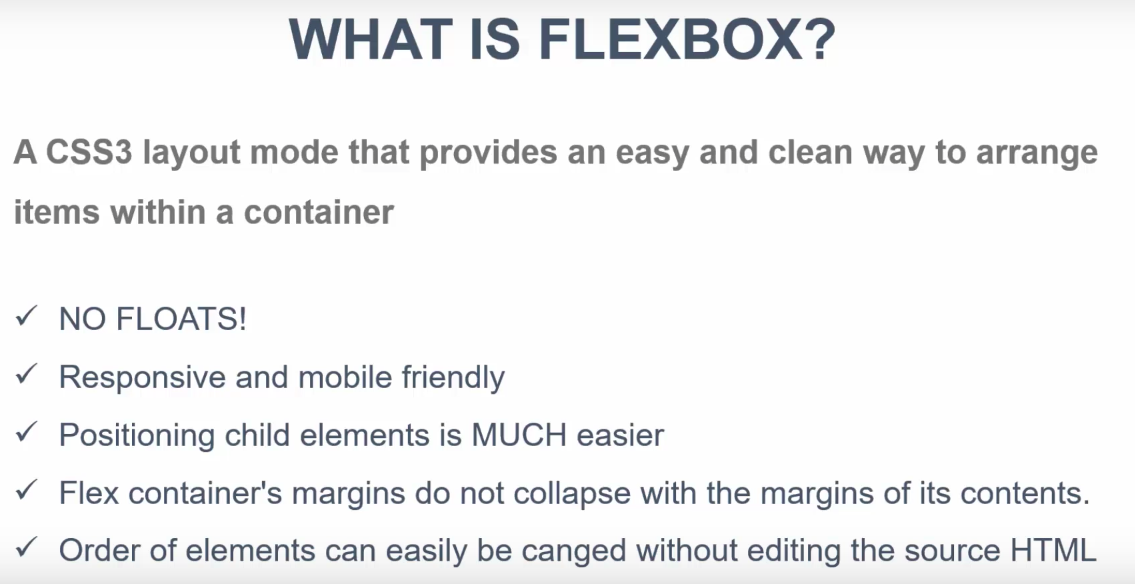 WHAT IS FLEXBOX?
A CSS3 layout mode that provides an easy and clean way to arrange
items within a container
✓ NO FLOATS!
✓ Responsive and mobile friendly
✓ Positioning child elements is MUCH easier
✓ Flex container's margins do not collapse with the margins of its contents.
✓ Order of elements can easily be canged without editing the source HTML